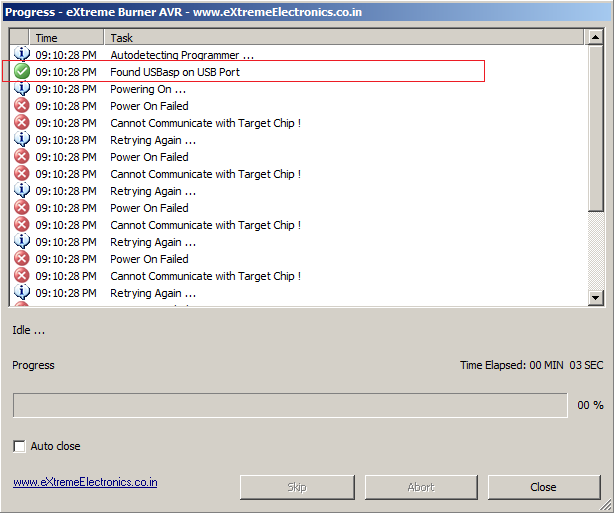 Progress - eXtreme Burner AVR - www.eXtremeElectronics.co.in
Time Task
09:10:28 PM Autodetecting Programmer ...
09:10:28 PM Found USBasp on USB Port
09:10:28 PM Powering On ...
09:10:28 PM Power On Failed
09:10:28 PM Cannot Communicate with Target Chip !
09:10:28 PM Retrying Again ...
09:10:28 PM Power On Failed
09:10:28 PM Cannot Communicate with Target Chip !
09:10:28 PM Retrying Again ...
09:10:28 PM Power On Failed
09:10:28 PM Cannot Communicate with Target Chip !
09:10:28 PM Retrying Again ...
09:10:28 PM Power On Failed
09:10:28 PM Cannot Communicate with Target Chip !
09:10:28 PM Retrying Again ...
Idle ...
Progress Time Elapsed: 00 MIN 03 SEC
00 %
Auto close
www.eXtremeElectronics.co.in Skip Abort Close